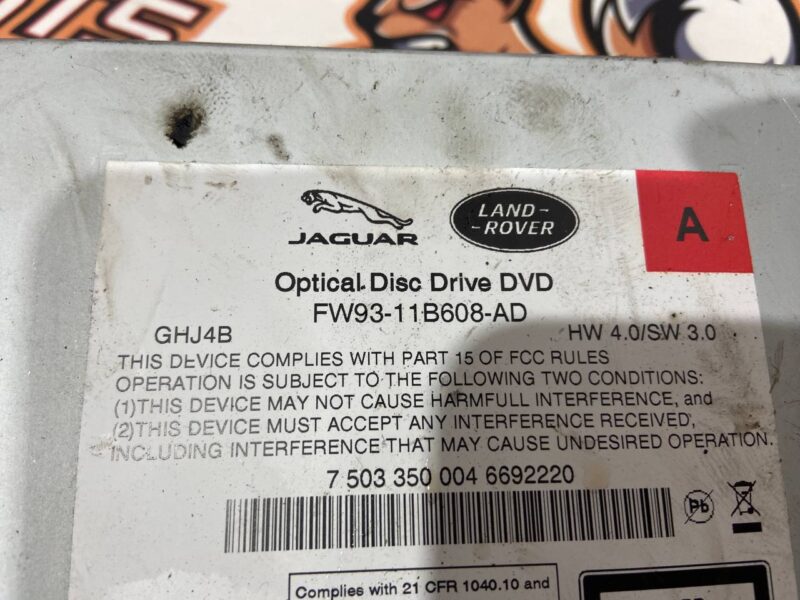 JAGUAR
LAND-
-ROVER
A
Optical Disc Drive DVD
FW93-11B608-AD
GHJ4B HW 4.0/SW 3.0
THIS DEVICE COMPLIES WITH PART 15 OF FCC RULES
OPERATION IS SUBJECT TO THE FOLLOWING TWO CONDITIONS:
(1)THIS DEVICE MAY NOT CAUSE HARMFULL INTERFERENCE, and
(2)THIS DEVICE MUST ACCEPT ANY INTERFERENCE RECEIVED,
INCLUDING INTERFERENCE THAT MAY CAUSE UNDESIRED OPERATION.
7 503 350 004 6692220
Pb
Complies with 21 CFR 1040.10 and